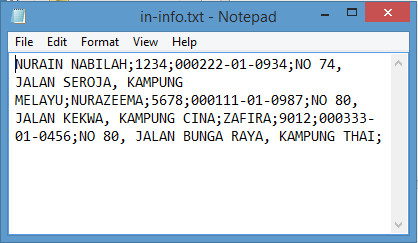 in-info.txt - Notepad
File Edit Format View Help
NURAIN NABILAH;1234;000222-01-0934;NO 74,
JALAN SEROJA, KAMPUNG
MELAYU;NURAZEEMA;5678;000111-01-0987;NO 80,
JALAN KEKWA, KAMPUNG CINA;ZAFIRA;9012;000333-
01-0456;NO 80, JALAN BUNGA RAYA, KAMPUNG THAI;